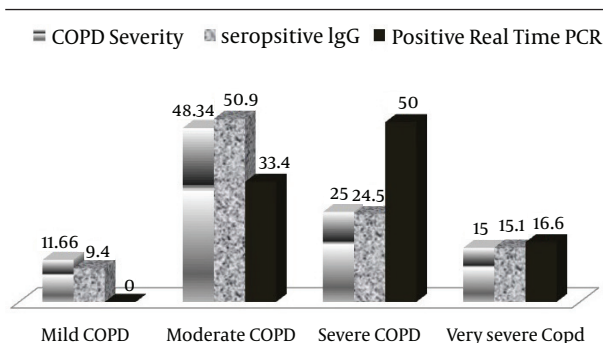 COPD Severity seropsitive lgG Positive Real Time PCR
48.34 50.9 50
33.4
25 24.5
11.66 9.4 0
15 15.1 16.6
Mild COPD Moderate COPD Severe COPD Very severe Copd